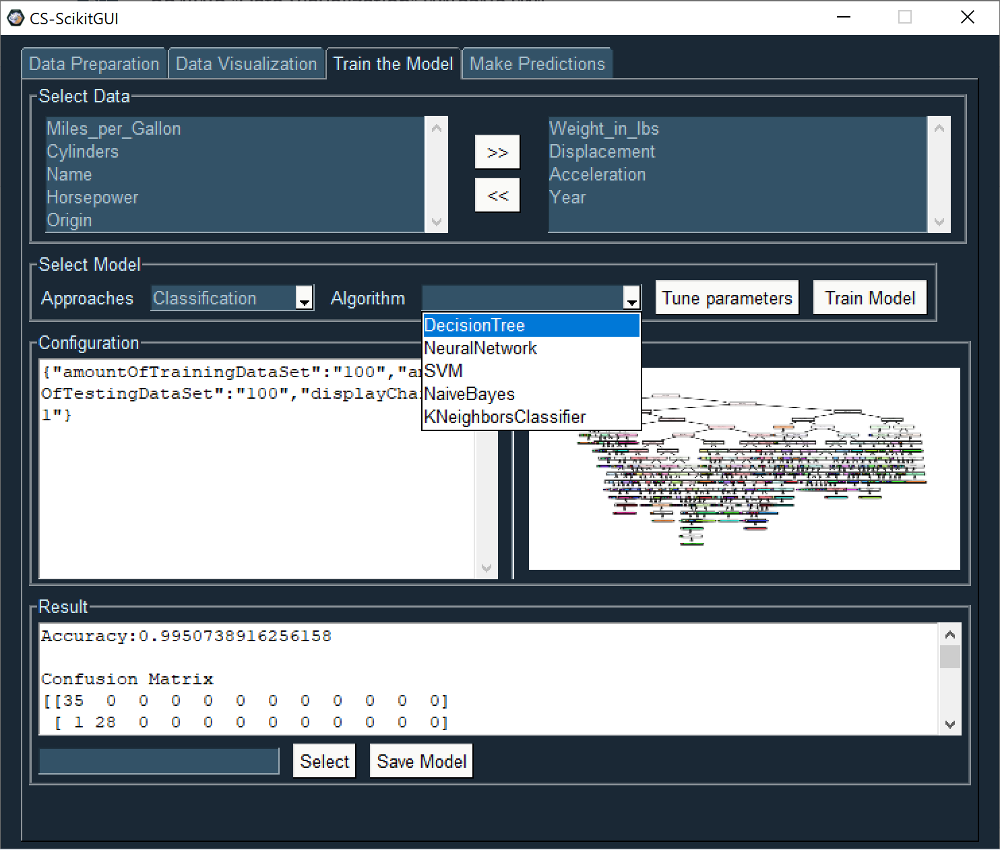 CS-ScikitGUI
Data Preparation Data Visualization Train the Model Make Predictions
Select Data
Miles_per_Gallon
Cylinders
Name
Horsepower
Origin
>>
<<
Weight_in_lbs
Displacement
Acceleration
Year
Select Model
Approaches Classification Algorithm Tune parameters Train Model
DecisionTree
NeuralNetwork
SVM
NaiveBayes
KNeighborsClassifier
Configuration
{"amountOfTrainingDataSet":"100",
OfTestingDataSet":"100",
1"}
Result
Accuracy:0.9950738916256158
Confusion Matrix
[[35 0 0 0 0 0 0 0 0 0 0 0]
[ 1 28 0 0 0 0 0 0 0 0 0 0]
Select Save Model